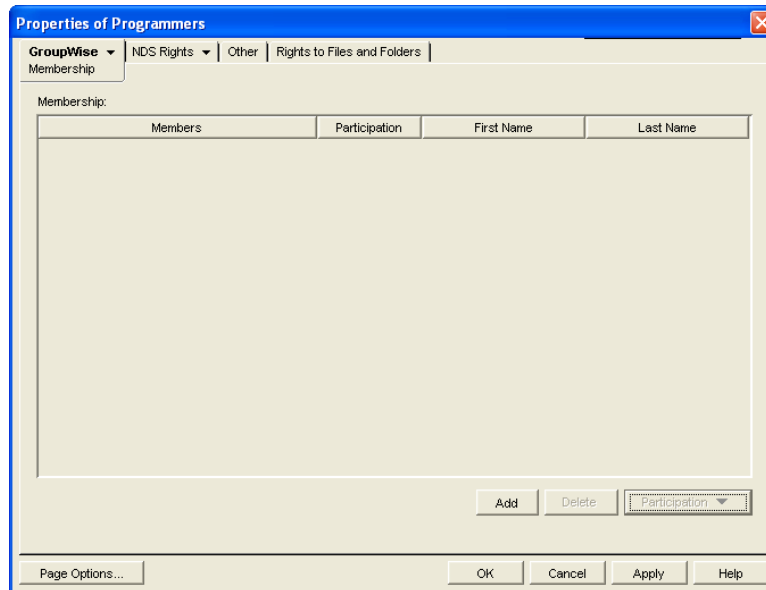 Properties of Programmers
GroupWise NDS Rights Other Rights to Files and Folders
Membership
Membership:
Members Participation First Name Last Name
Add Delete Participation
Page Options... OK Cancel Apply Help